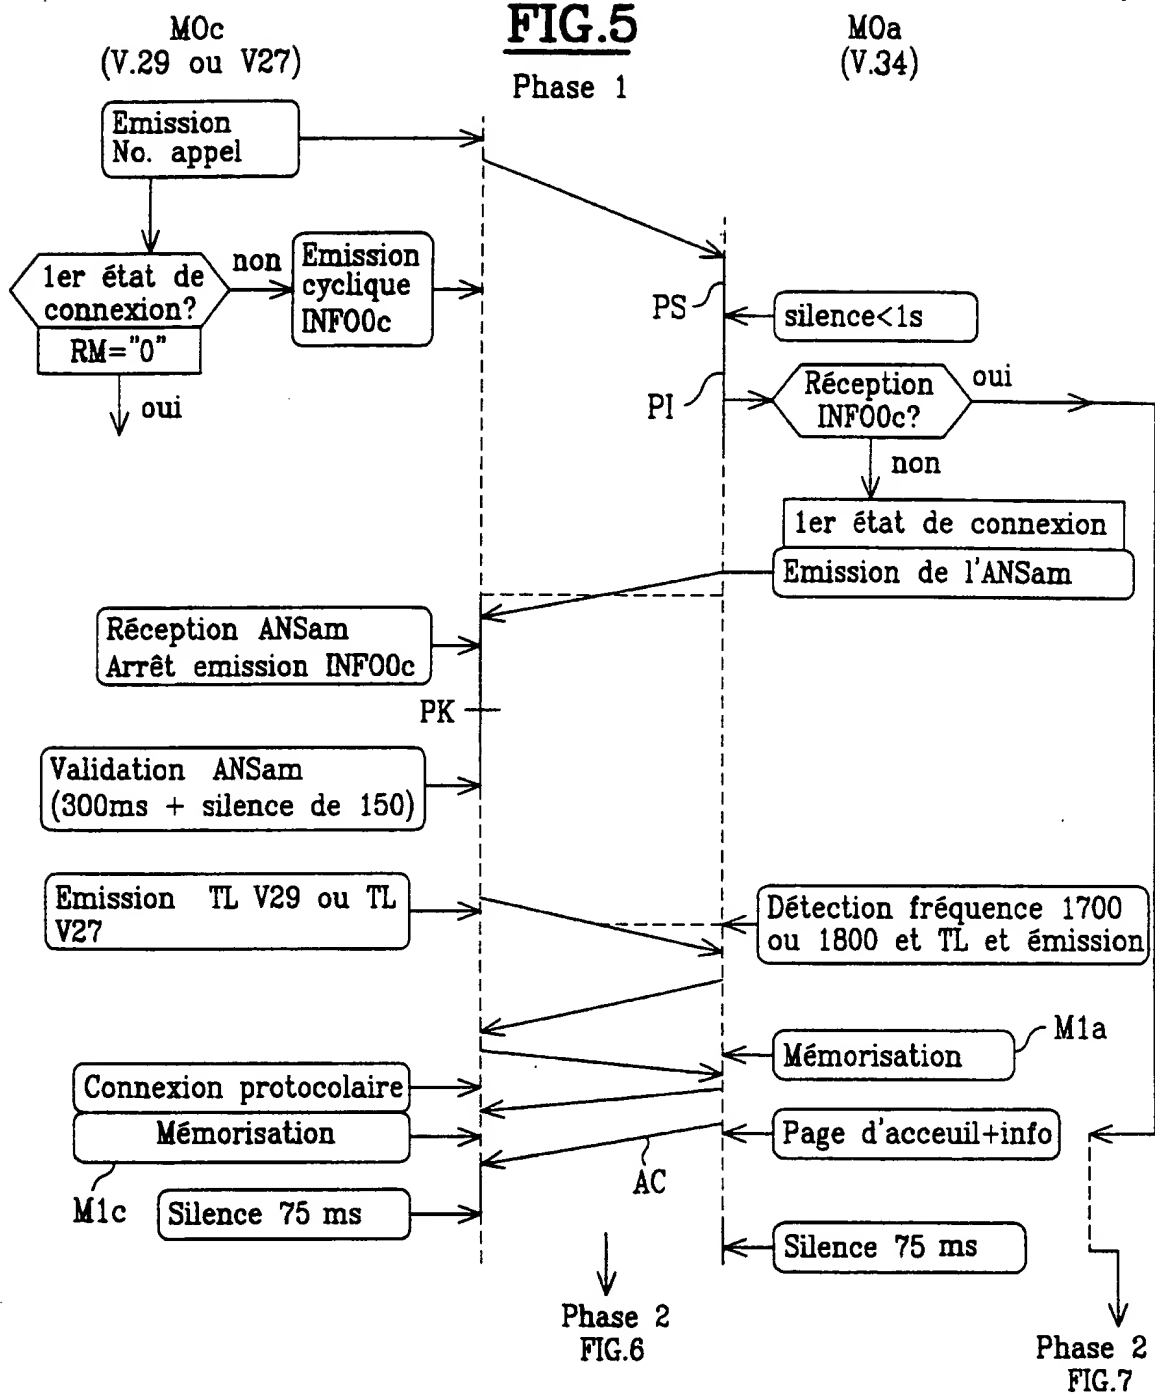 FIG.5
MOc
(V.29 ou V27)
MOa
(V.34)
Phase 1
Emission
No. appel
1er état de
connexion?
RM="0"
non
oui
Emission
cyclique
INFO0c
PS
silence<1s
PI
Réception
INFO0c?
oui
non
1er état de connexion
Emission de l'ANSam
Réception ANSam
Arrêt emission INFO0c
PK
Validation ANSam
(300ms + silence de 150)
Emission TL V29 ou TL
V27
Détection fréquence 1700
ou 1800 et TL et émission
M1a
Mémorisation
Connexion protocolaire
Mémorisation
Page d'acceuil+info
AC
M1c
Silence 75 ms
Silence 75 ms
Phase 2
FIG.6
Phase 2
FIG.7